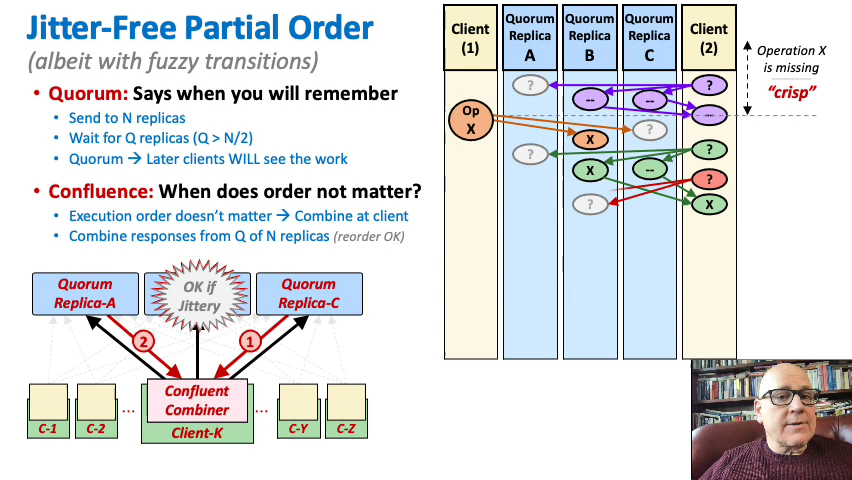 Jitter-Free Partial Order
(albeit with fuzzy transitions)
• Quorum: Says when you will remember
• Send to N replicas
• Wait for Q replicas (Q > N/2)
• Quorum → Later clients WILL see the work
• Confluence: When does order not matter?
• Execution order doesn't matter → Combine at client
• Combine responses from Q of N replicas (reorder OK)
Quorum
Replica-A
OK if
Jittery
Quorum
Replica-C
2
1
Confluent
Combiner
Client-K
C-1
C-2
...
...
C-Y
C-Z
Client
(1)
Quorum
Replica
A
Quorum
Replica
B
Quorum
Replica
C
Client
(2)
Operation X
is missing
"crisp"
?
?
--
--
---
Op
X
X
?
?
?
X
--
?
?
X